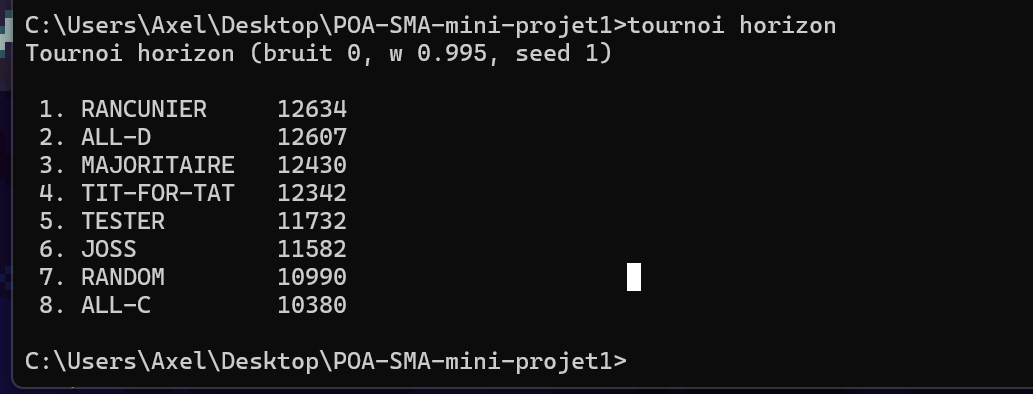 C:\Users\Axel\Desktop\POA-SMA-mini-projet1>tournoi horizon
Tournoi horizon (bruit 0, w 0.995, seed 1)
1. RANCUNIER 12634
2. ALL-D 12607
3. MAJORITAIRE 12430
4. TIT-FOR-TAT 12342
5. TESTER 11732
6. JOSS 11582
7. RANDOM 10990
8. ALL-C 10380
C:\Users\Axel\Desktop\POA-SMA-mini-projet1>